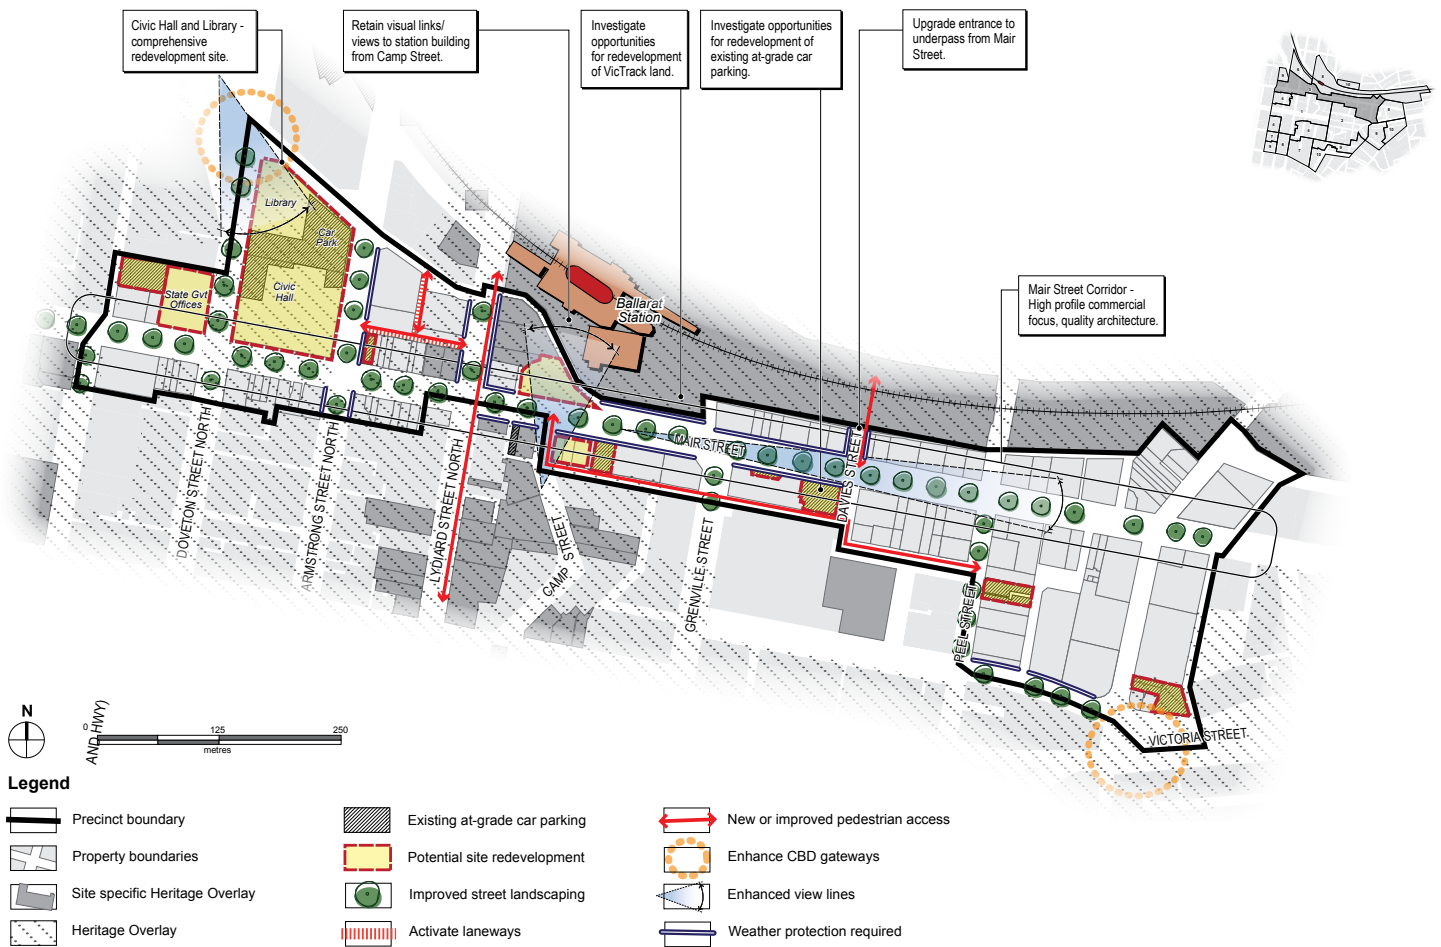 Civic Hall and Library -
comprehensive
redevelopment site.
Retain visual links/
views to station building
from Camp Street.
Investigate
opportunities
for redevelopment
of VicTrack land.
Investigate opportunities
for redevelopment of
existing at-grade car
parking.
Upgrade entrance to
underpass from Mair
Street.
Mair Street Corridor -
High profile commercial
focus, quality architecture.
Library
Car
Park
Civic
Hall
State Gvt
Offices
Ballarat
Station
MAIR STREET
DAVIES STREET
DOVETON STREET NORTH
ARMSTRONG STREET NORTH
LYDIARD STREET NORTH
CAMP STREET
GRENVILLE STREET
PEEL STREET
VICTORIA STREET
AND HWY)
N
0 125 250
metres
Legend
Precinct boundary
Property boundaries
Site specific Heritage Overlay
Heritage Overlay
Existing at-grade car parking
Potential site redevelopment
Improved street landscaping
Activate laneways
New or improved pedestrian access
Enhance CBD gateways
Enhanced view lines
Weather protection required